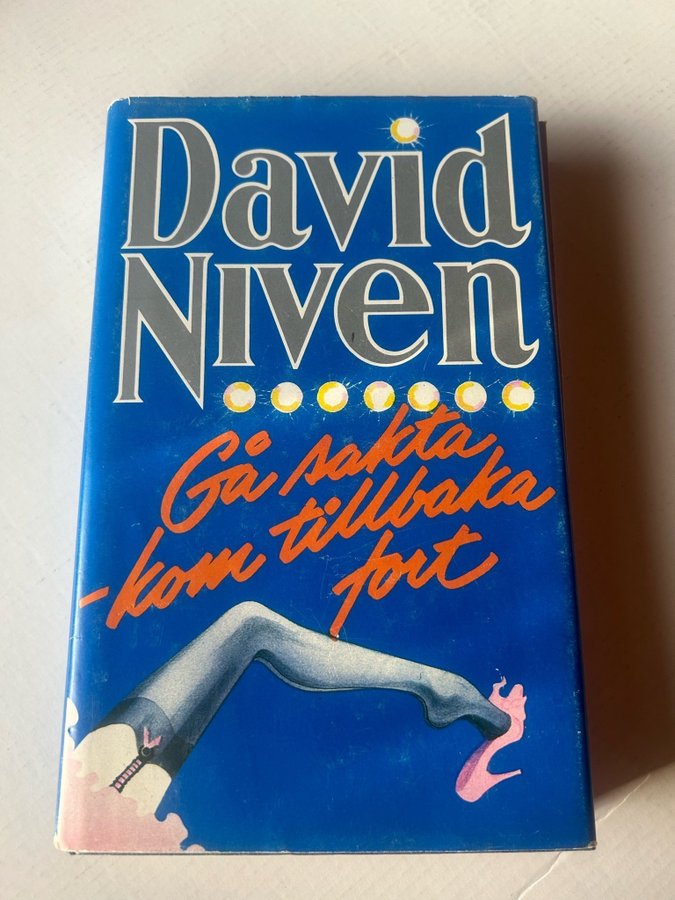 David
Niven
Gå sakta
-kom tillbaka
fort